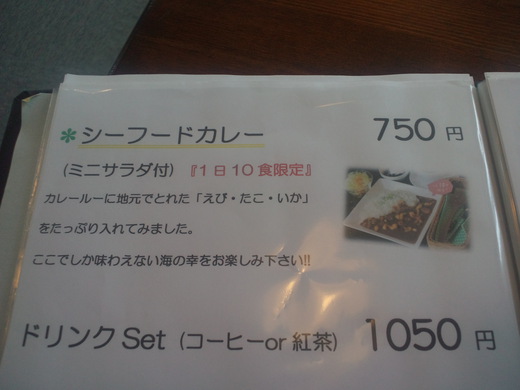 *シーフードカレー 750円
(ミニサラダ付) 『1日10食限定』
カレールーに地元でとれた「えび・たこ・いか」
をたっぷり入れてみました。
ここでしか味わえない海の幸をお楽しみ下さい!!
ドリンクSet (コーヒーor紅茶) 1050円